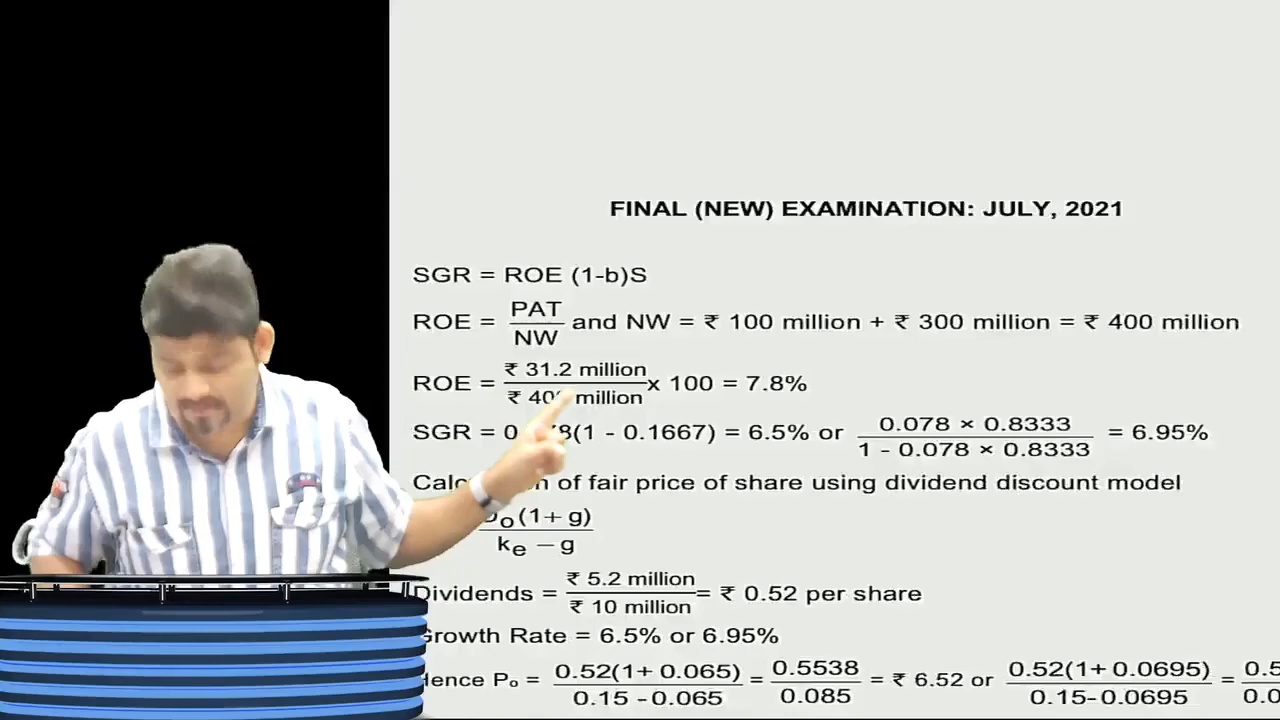 FINAL (NEW) EXAMINATION: JULY, 2021
SGR = ROE (1-b)S
ROE = PAT / NW and NW = ₹ 100 million + ₹ 300 million = ₹ 400 million
ROE = ₹ 31.2 million / ₹ 40 million x 100 = 7.8%
SGR = 0. 8(1 - 0.1667) = 6.5% or 0.078 × 0.8333 / 1 - 0.078 × 0.8333 = 6.95%
of fair price of share using dividend discount model
Do(1+ g) / ke – g
Dividends = ₹ 5.2 million / ₹ 10 million = ₹ 0.52 per share
Growth Rate = 6.5% or 6.95%
Hence Po = 0.52(1+ 0.065) / 0.15 - 0.065 = 0.5538 / 0.085 = ₹ 6.52 or 0.52(1+ 0.0695) / 0.15-0.0695 =